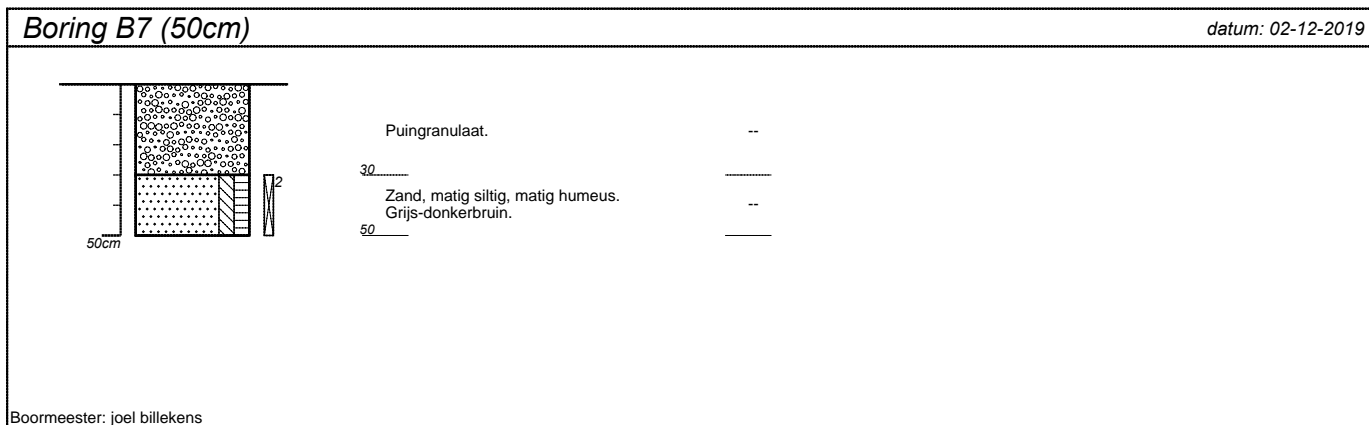 Boring B7 (50cm)
datum: 02-12-2019
Puingranulaat.
--
30
2
Zand, matig siltig, matig humeus.
Grijs-donkerbruin.
--
50
50cm
Boormeester: joel billekens